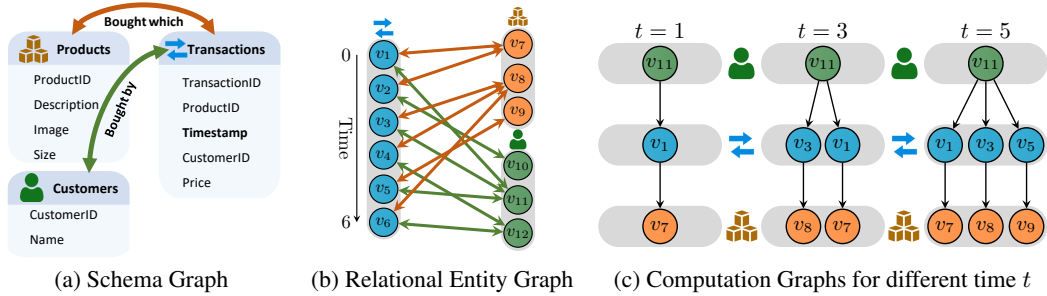 Bought which
Products
ProductID
Description
Image
Size
Transactions
TransactionID
ProductID
Timestamp
CustomerID
Price
Bought by
Customers
CustomerID
Name
(a) Schema Graph
0
Time
6
v1
v2
v3
v4
v5
v6
v7
v8
v9
v10
v11
v12
(b) Relational Entity Graph
t = 1
t = 3
t = 5
v11
v11
v11
v1
v3 v1
v1 v3 v5
v7
v8 v7
v7 v8 v9
(c) Computation Graphs for different time t